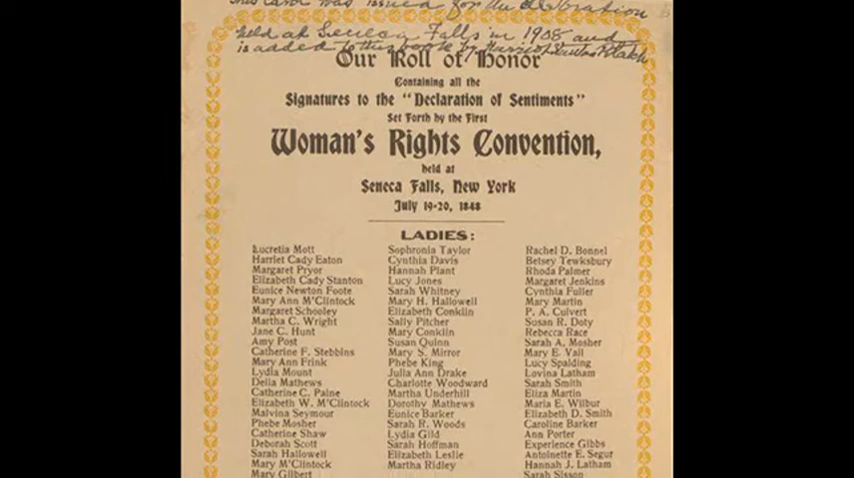 This card was issued for the celebration
held at Seneca Falls in 1908 and
is added to this book by Harriot Stanton Blatch
Our Roll of Honor
Containing all the
Signatures to the "Declaration of Sentiments"
Set Forth by the First
Woman's Rights Convention,
held at
Seneca Falls, New York
July 19-20, 1848
LADIES:
Lucretia Mott
Harriet Cady Eaton
Margaret Pryor
Elizabeth Cady Stanton
Eunice Newton Foote
Mary Ann M'Clintock
Margaret Schooley
Martha C. Wright
Jane C. Hunt
Amy Post
Catherine F. Stebbins
Mary Ann Frink
Lydia Mount
Delia Mathews
Catherine C. Paine
Elizabeth W. M'Clintock
Malvina Seymour
Phebe Mosher
Catherine Shaw
Deborah Scott
Sarah Hallowell
Mary M'Clintock
Mary Gilbert
Sophronia Taylor
Cynthia Davis
Hannah Plant
Lucy Jones
Sarah Whitney
Mary H. Hallowell
Elizabeth Conklin
Sally Pitcher
Mary Conklin
Susan Quinn
Mary S. Mirror
Phebe King
Julia Ann Drake
Charlotte Woodward
Martha Underhill
Dorothy Mathews
Eunice Barker
Sarah R. Woods
Lydia Gild
Sarah Hoffman
Elizabeth Leslie
Martha Ridley
Rachel D. Bonnel
Betsey Tewksbury
Rhoda Palmer
Margaret Jenkins
Cynthia Fuller
Mary Martin
P. A. Culvert
Susan R. Doty
Rebecca Race
Sarah A. Mosher
Mary E. Vail
Lucy Spalding
Lovina Latham
Sarah Smith
Eliza Martin
Maria E. Wilbur
Elizabeth D. Smith
Caroline Barker
Ann Porter
Experience Gibbs
Antoinette E. Segur
Hannah J. Latham
Sarah Sisson